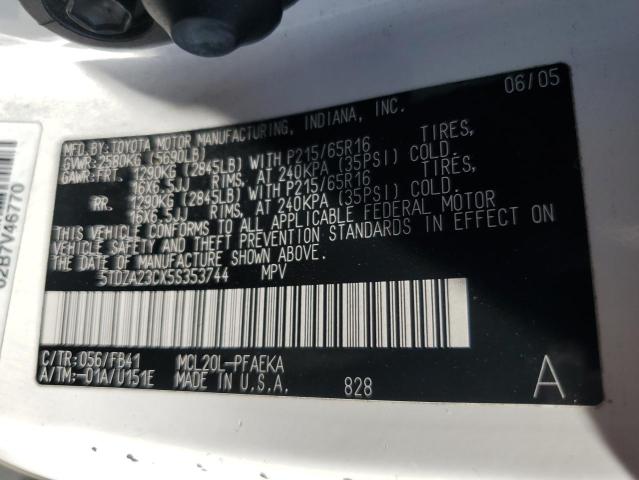 06/05
MFD. BY: TOYOTA MOTOR MANUFACTURING, INDIANA, INC.
GVWR: 2580KG (5690LB)
GAWR: FRT. 1290KG (2845LB) WITH P215/65R16 TIRES,
16X6.5JJ RIMS, AT 240KPA (35PSI) COLD.
RR. 1290KG (2845LB) WITH P215/65R16 TIRES,
16X6.5JJ RIMS, AT 240KPA (35PSI) COLD.
THIS VEHICLE CONFORMS TO ALL APPLICABLE FEDERAL MOTOR
VEHICLE SAFETY AND THEFT PREVENTION STANDARDS IN EFFECT ON
THE DATE OF MANUFACTURE SHOWN ABOVE.
5TDZA23CX5S353744 MPV
C/TR: 056/FB41 MCL20L-PFAEKA
A/TM: -01A/U151E MADE IN U.S.A. 828 A
02B7V46770